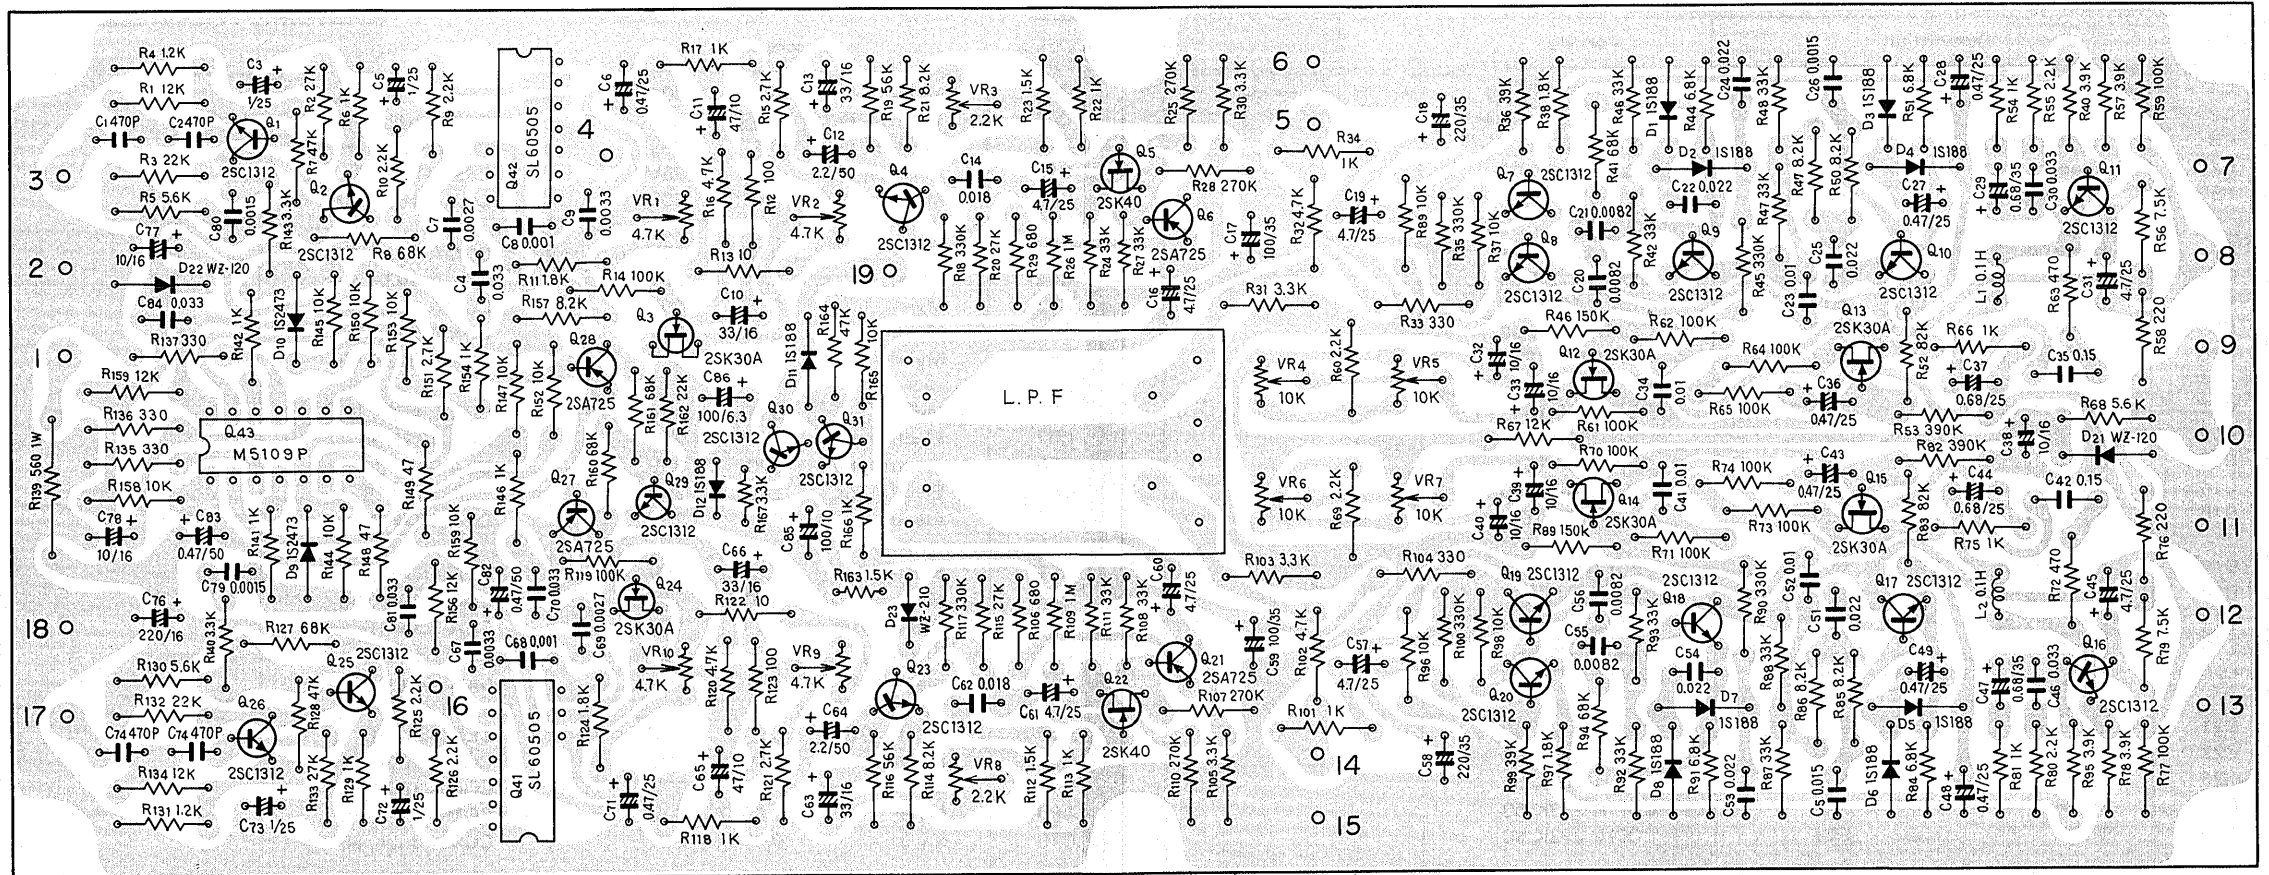 R4 1.2K
C3 + 1/25
R1 12K
C1 470P
C2 470P
Q1
2SC1312
R3 22K
R5 5.6K
3
R2 27K
R6 1K
C5 + 1/25
R9 2.2K
R7 47K
R10 2.2K
Q2
2SC1312
C80 0.0015
R143 3.3K
R8 68K
C77 + 10/16
2
D22 WZ-120
C84 0.033
R137 330
1
Q42 SL60505
4
C7 0.0027
C8 0.001
C9 0.0033
C4 0.033
R11 1.8K
R14 100K
R157 8.2K
C6 + 0.47/25
R17 1K
C11 + 47/10
R15 2.7K
C13 + 33/16
R19 56K
R21 8.2K
VR3 2.2K
C12 + 2.2/50
R16 4.7K
R12 100
VR1 4.7K
VR2 4.7K
R13 10
C10 + 33/16
Q4
2SC1312
19
C14 0.018
C15 + 4.7/25
R23 1.5K
R22 1K
Q5
2SK40
R25 270K
R30 3.3K
R28 270K
Q6
2SA725
R18 330K
R20 27K
R29 680
R26 1M
R24 33K
R27 33K
C16 + 4.7/25
C17 + 100/35
6
5
R34 1K
R32 4.7K
C19 + 4.7/25
C18 + 220/35
R31 3.3K
R33 330
R89 10K
R35 330K
R37 10K
R36 39K
R38 1.8K
Q7 2SC1312
Q8
2SC1312
R41 68K
R46 33K
D1 1S188
R44 6.8K
C24 0.022
R48 33K
D2 1S188
C22 0.022
C21 0.0082
C20 0.0082
R42 33K
Q9
2SC1312
R47 33K
R45 330K
R47 8.2K
R50 8.2K
C26 0.0015
D3 1S188
R51 6.8K
C28 + 0.47/25
D4 1S188
C27 + 0.47/25
C25 0.022
C23 0.01
Q10
2SC1312
R54 1K
R55 2.2K
R40 3.9K
R57 3.9K
R59 100K
C29 + 0.68/35
C30 0.033
Q11
2SC1312
R56 7.5K
L1 0.1H
R63 470
C31 + 4.7/25
R58 220
7
8
9
R142 1K
D10 1S2473
R145 10K
R150 10K
R153 10K
R151 2.7K
R154 1K
R147 10K
R152 10K
Q28
2SA725
Q3
2SK30A
R161 68K
R162 22K
C86 + 100/6.3
D11 1S188
R164 47K
R165 10K
Q30
2SC1312
Q31
2SC1312
L.P.F
VR4 10K
R60 2.2K
VR5 10K
C32 + 10/16
C33 + 10/16
R46 150K
Q12 2SK30A
R62 100K
R64 100K
C34 0.1
R61 100K
R65 100K
R67 12K
C36 + 0.47/25
Q13
2SK30A
R52 82K
R66 1K
C37 + 0.68/25
C35 0.15
R53 390K
R68 5.6K
R82 390K
C38 + 10/16
D21 WZ-120
10
R159 12K
R136 330
R135 330
R158 10K
R139 560 1W
Q43
M5109P
R149 47
R146 1K
Q27
2SA725
R160 68K
Q29
2SC1312
D12 1S188
R167 3.3K
C85 + 100/10
R166 1K
VR6 10K
R69 2.2K
VR7 10K
R70 100K
C39 + 10/16
C40 + 10/16
Q14
2SK30A
C41 0.01
R74 100K
R73 100K
R71 100K
R89 150K
C43 + 0.47/25
Q15
2SK30A
R83 82K
C44 + 0.68/25
C42 0.15
R75 1K
R76 220
11
C78 + 10/16
C83 + 0.47/50
R141 1K
D9 1S2473
R144 10K
R148 47
C79 0.0015
C76 + 220/16
18
R140 3.3K
R127 68K
C81 0.033
R156 12K
R159 10K
C82 + 0.47/50
C70 0.033
R119 100K
Q24
2SK30A
C66 + 33/16
R122 10
R163 1.5K
D23 WZ-210
R117 330K
R115 27K
R106 680
R109 1M
R111 33K
R108 33K
C60 + 4.7/25
R103 3.3K
R104 330
C67 0.0033
C68 0.001
C69 0.0027
VR10 4.7K
R120 4.7K
R123 100
VR9 4.7K
Q23
2SC1312
C62 0.018
C61 + 4.7/25
Q22
2SK40
Q21
2SA725
R107 270K
C59 + 100/35
R102 4.7K
C57 + 4.7/25
R101 1K
R96 10K
R100 330K
R98 10K
Q19 2SC1312
Q20
2SC1312
C56 0.0082
C55 0.0082
R93 33K
2SC1312
Q18
C54 0.022
R90 330K
R88 33K
C52 0.01
C51 0.022
Q17 2SC1312
C49 + 0.47/25
R86 8.2K
R85 8.2K
D7 1S188
D5 1S188
L2 0.1H
R72 470
C45 + 4.7/25
R79 7.5K
C47 + 0.68/35
C46 0.033
Q16
2SC1312
12
13
R130 5.6K
R132 22K
17
C74 470P
C74 470P
R134 12K
R131 1.2K
Q26
2SC1312
C73 + 1/25
Q25
2SC1312
R128 47K
R125 2.2K
R133 27K
R129 1K
C72 + 1/25
R126 2.2K
16
Q41 SL60505
R124 1.8K
C71 + 0.47/25
R118 1K
C65 + 47/10
R121 2.7K
C64 + 2.2/50
C63 + 33/16
R116 56K
R114 8.2K
VR8 2.2K
R112 1.5K
R113 1K
R110 270K
R105 3.3K
14
15
C58 + 220/35
R99 39K
R97 1.8K
R94 68K
R92 33K
D8 1S188
R91 6.8K
C53 0.022
R87 33K
C5 0.015
D6 1S188
R84 6.8K
C48 + 0.47/25
R81 1K
R80 2.2K
R95 3.9K
R78 3.9K
R77 100K